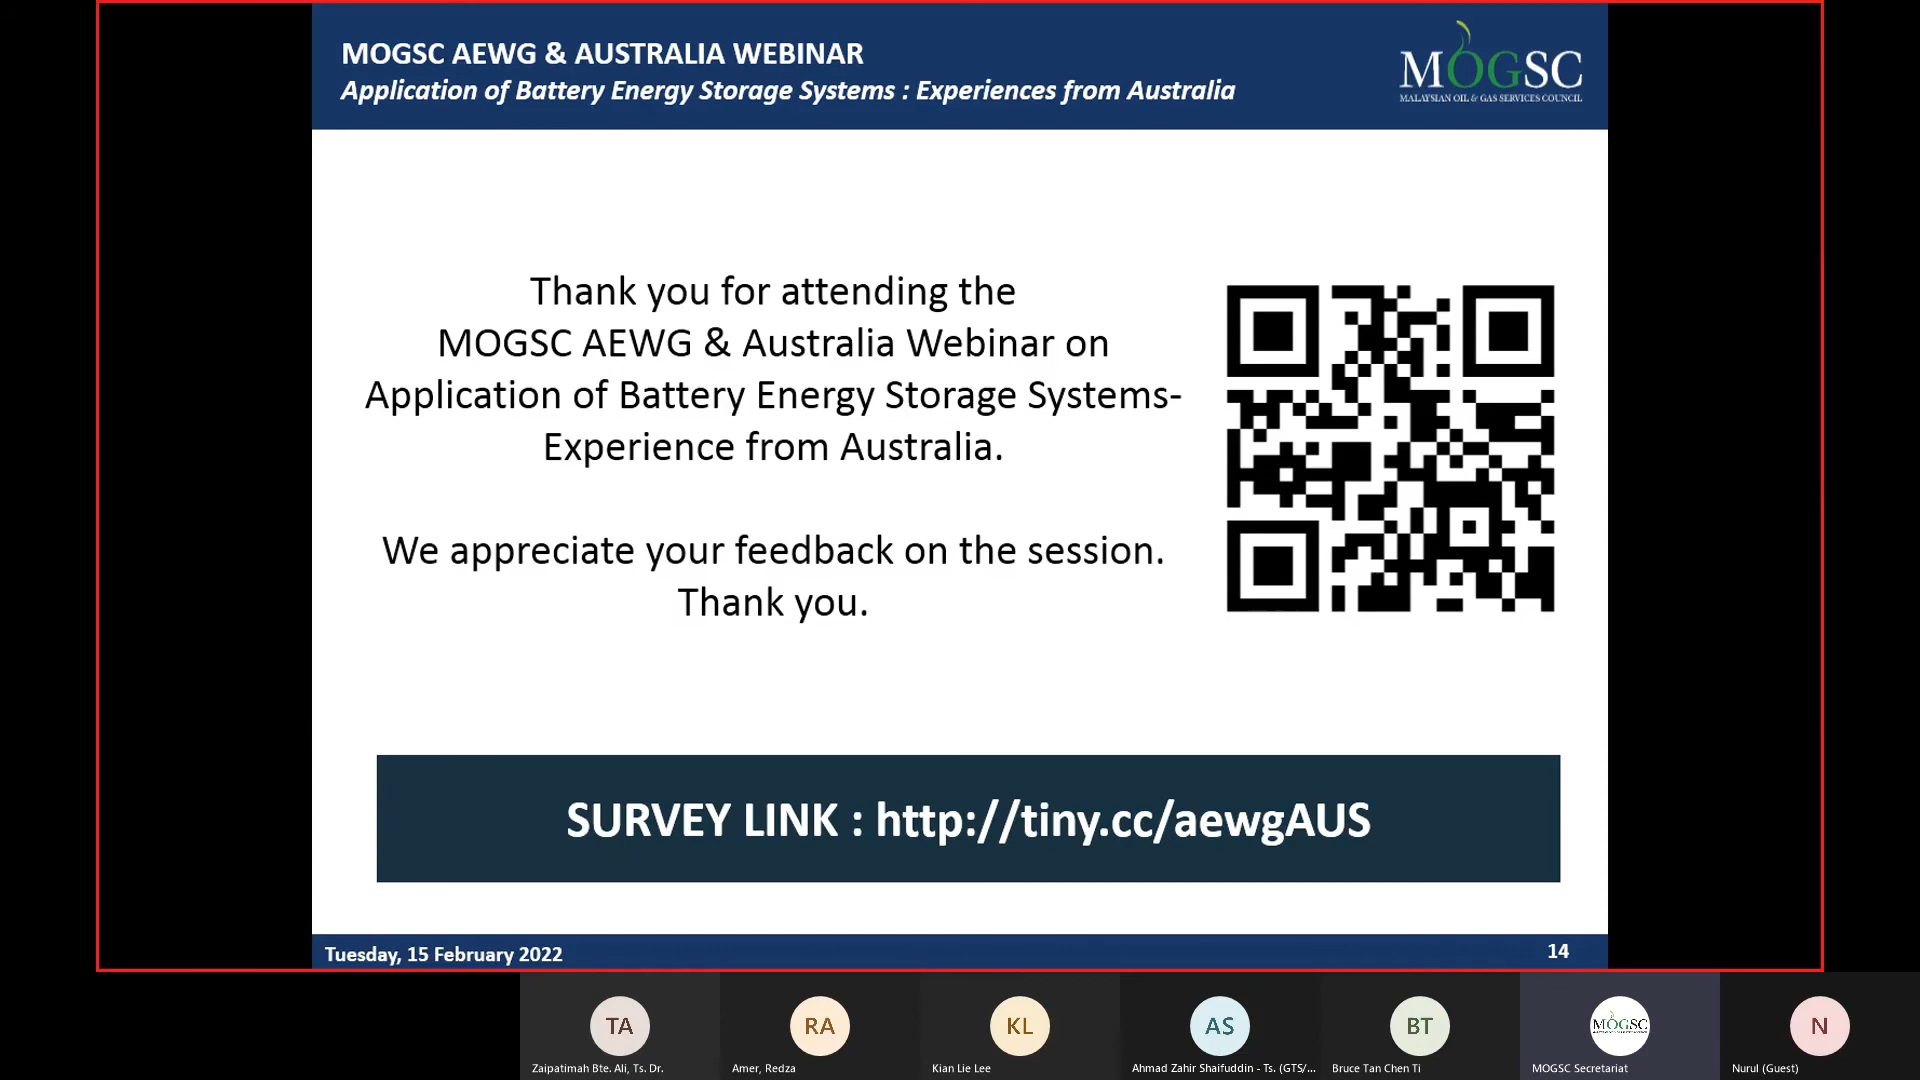 MOGSC AEWG & AUSTRALIA WEBINAR
Application of Battery Energy Storage Systems : Experiences from Australia
MOGSC
MALAYSIAN OIL & GAS SERVICES COUNCIL
Thank you for attending the
MOGSC AEWG & Australia Webinar on
Application of Battery Energy Storage Systems-
Experience from Australia.
We appreciate your feedback on the session.
Thank you.
SURVEY LINK : http://tiny.cc/aewgAUS
Tuesday, 15 February 2022
14
TA
RA
KL
AS
BT
MOGSC
N
Zaipatimah Bte. Ali, Ts. Dr.
Amer, Redza
Kian Lie Lee
Ahmad Zahir Shaifuddin - Ts. (GTS/...
Bruce Tan Chen Ti
MOGSC Secretariat
Nurul (Guest)